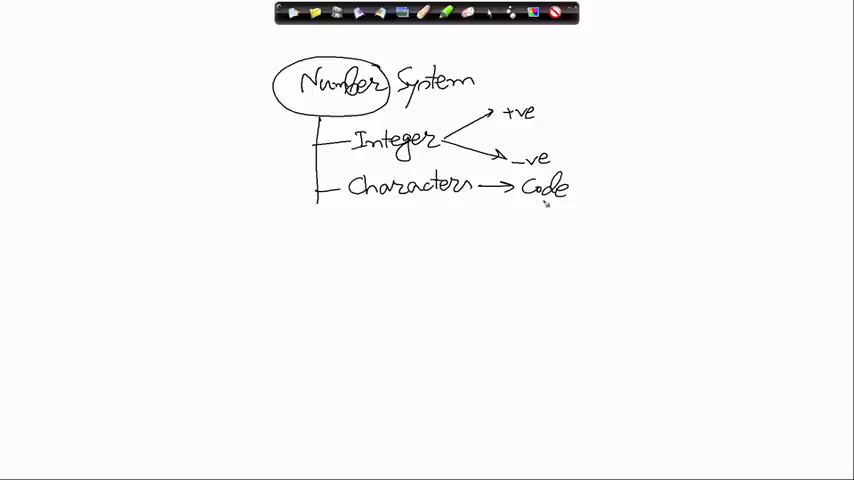 Number System
Integer +ve
-ve
Characters → Code